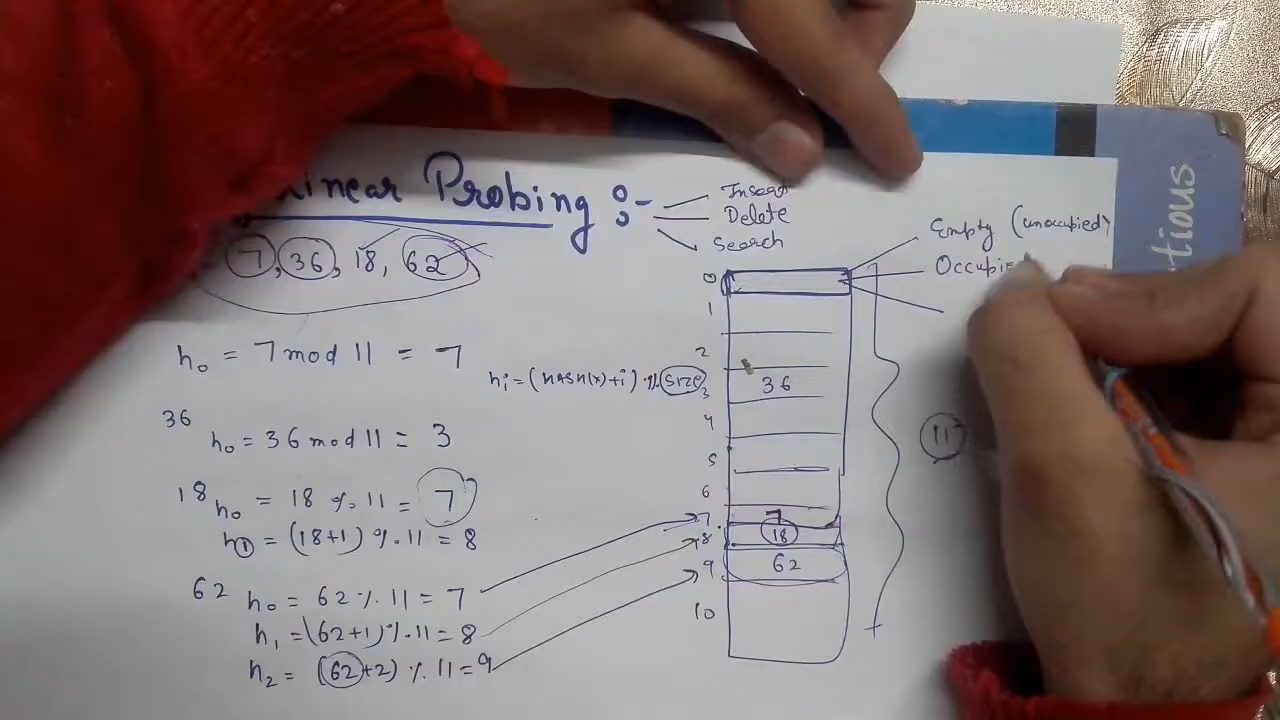 Linear Probing :-
Insert
Delete
Search
7, 36, 18, 62
Empty (unoccupied)
Occupie
h0 = 7 mod 11 = 7
hi = (HASH(x)+i) % Size
36
h0 = 36 mod 11 = 3
18
h0 = 18 % 11 = 7
h1 = (18+1) % 11 = 8
62
h0 = 62 % 11 = 7
h1 = (62+1) % 11 = 8
h2 = (62+2) % 11 = 9
0
1
2
3 36
4
5
6
7 7
8 18
9 62
10
11
tious